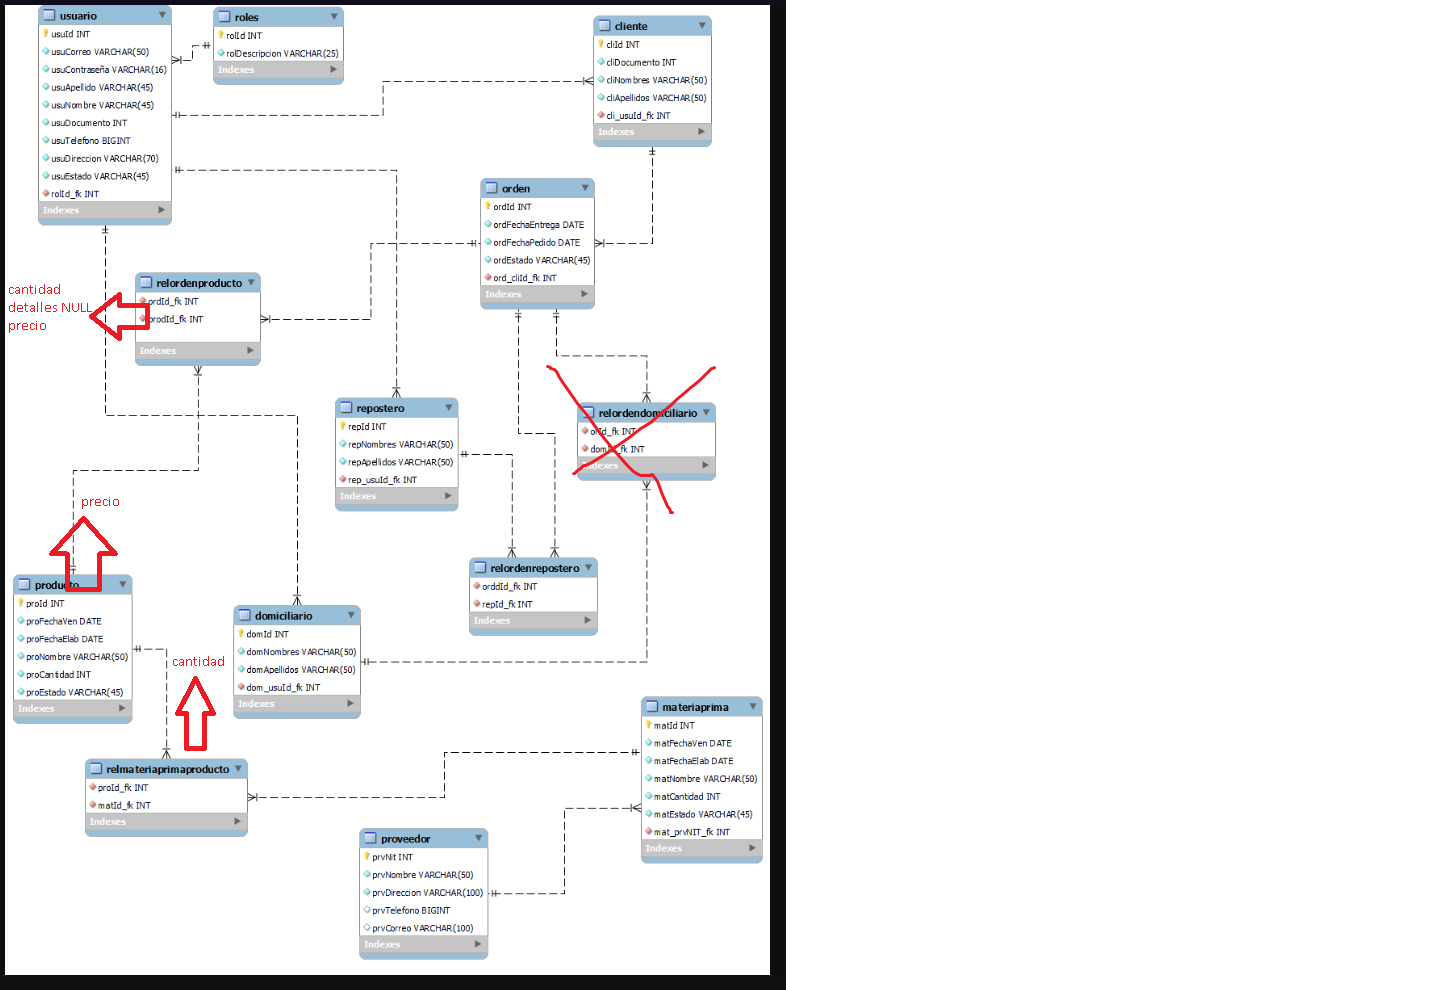 usuario
usuId INT
usuCorreo VARCHAR(50)
usuContraseña VARCHAR(16)
usuApellido VARCHAR(45)
usuNombre VARCHAR(45)
usuDocumento INT
usuTelefono BIGINT
usuDireccion VARCHAR(70)
usuEstado VARCHAR(45)
rolId_fk INT
Indexes
roles
rolId INT
rolDescripcion VARCHAR(25)
Indexes
cliente
cliId INT
cliDocumento INT
cliNombres VARCHAR(50)
cliApellidos VARCHAR(50)
cli_usuId_fk INT
Indexes
orden
ordId INT
ordFechaEntrega DATE
ordFechaPedido DATE
ordEstado VARCHAR(45)
ord_cliId_fk INT
Indexes
cantidad
detalles NULL
precio
relordenproducto
prdId_fk INT
prodId_fk INT
Indexes
repostero
repId INT
repNombres VARCHAR(50)
repApellidos VARCHAR(50)
rep_usuId_fk INT
Indexes
relordendomiciliario
INT
INT
Indexes
precio
relordenrepostero
orddId_fk INT
repId_fk INT
Indexes
producto
proId INT
proFechaVen DATE
proFechaElab DATE
proNombre VARCHAR(50)
proCantidad INT
proEstado VARCHAR(45)
Indexes
domiciliario
domId INT
domNombres VARCHAR(50)
domApellidos VARCHAR(50)
dom_usuId_fk INT
Indexes
cantidad
relmateriaprimaproducto
proId_fk INT
matId_fk INT
Indexes
materiaprima
matId INT
matFechaVen DATE
matFechaElab DATE
matNombre VARCHAR(50)
matCantidad INT
matEstado VARCHAR(45)
mat_prvNIT_fk INT
Indexes
proveedor
prvNit INT
prvNombre VARCHAR(50)
prvDireccion VARCHAR(100)
prvTelefono BIGINT
prvCorreo VARCHAR(100)
Indexes